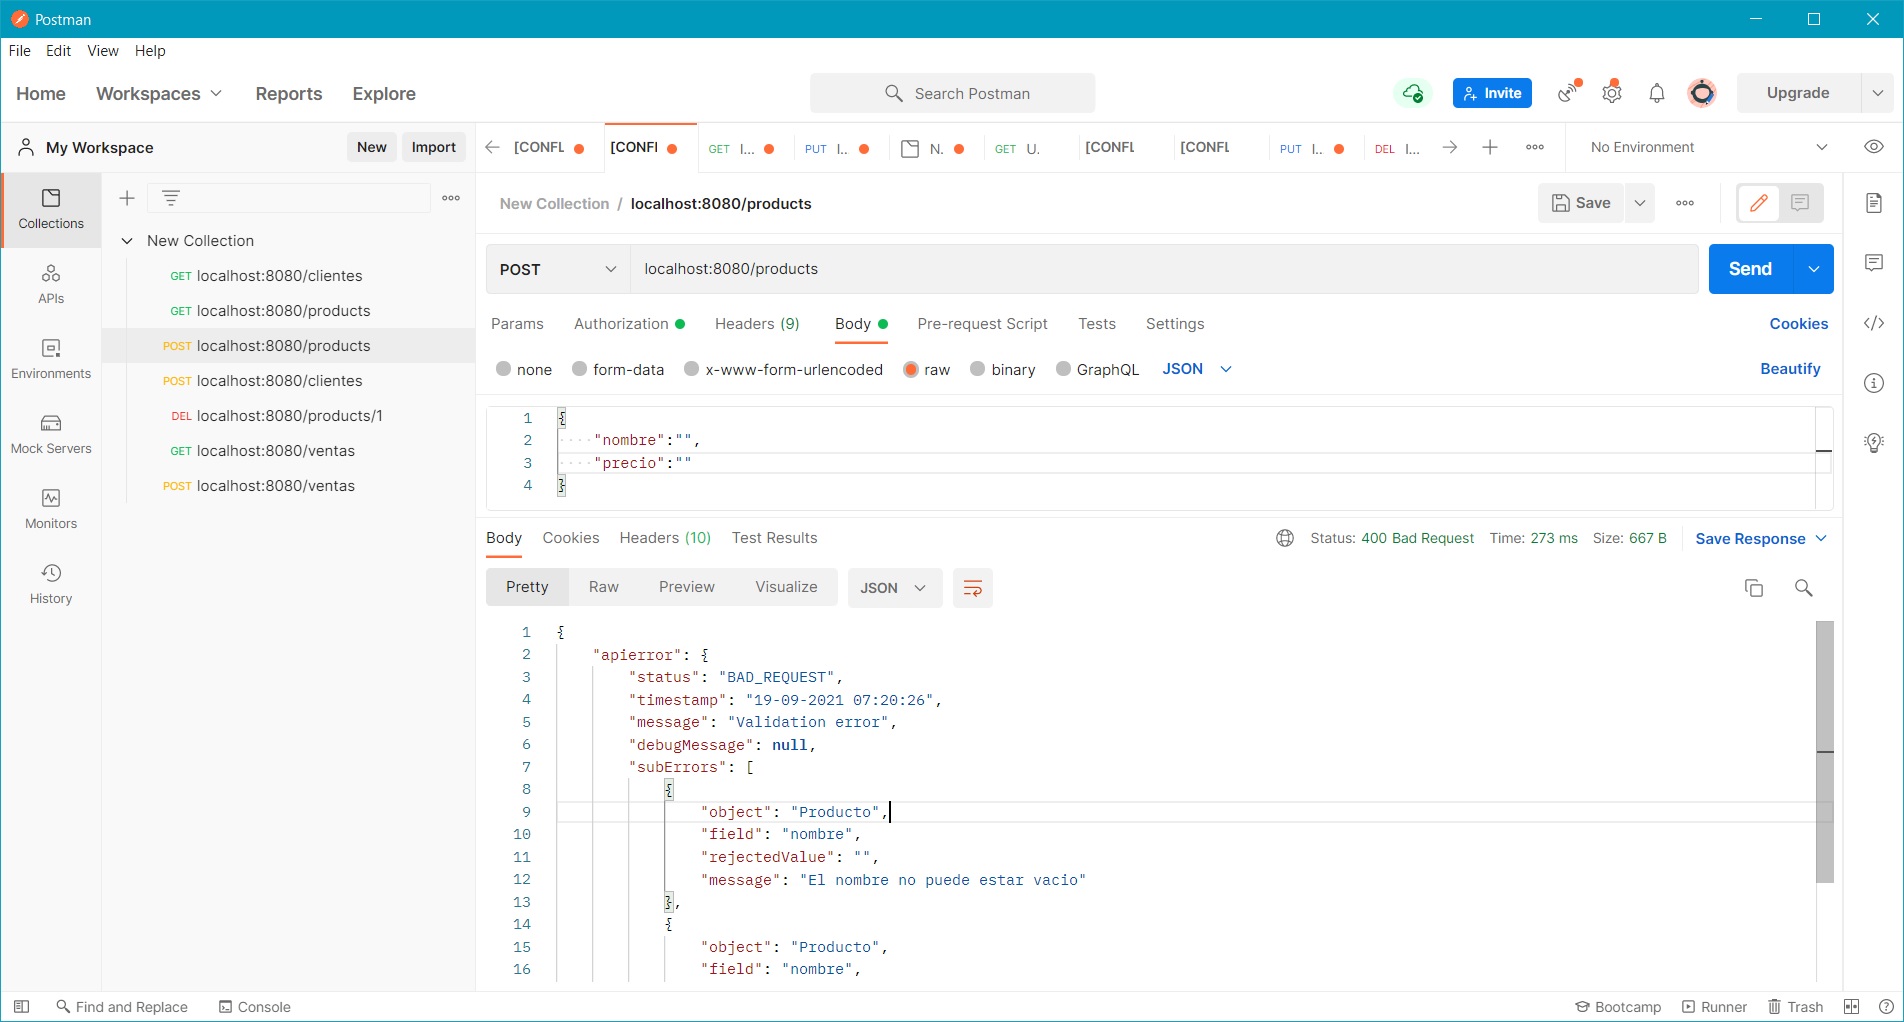 Postman
File Edit View Help
Home Workspaces Reports Explore Search Postman Invite Upgrade
My Workspace New Import [CONFL [CONFI GET I... PUT I.. N. GET U. [CONFL [CONFL PUT I.. DEL I... No Environment
Collections
APIs
Environments
Mock Servers
Monitors
History
New Collection
GET localhost:8080/clientes
GET localhost:8080/products
POST localhost:8080/products
POST localhost:8080/clientes
DEL localhost:8080/products/1
GET localhost:8080/ventas
POST localhost:8080/ventas
New Collection / localhost:8080/products Save
POST localhost:8080/products Send
Params Authorization Headers (9) Body Pre-request Script Tests Settings Cookies
none form-data x-www-form-urlencoded raw binary GraphQL JSON Beautify
1 {
2 "nombre":"",
3 "precio":""
4 }
Body Cookies Headers (10) Test Results Status: 400 Bad Request Time: 273 ms Size: 667 B Save Response
Pretty Raw Preview Visualize JSON
1 {
2 "apierror": {
3 "status": "BAD_REQUEST",
4 "timestamp": "19-09-2021 07:20:26",
5 "message": "Validation error",
6 "debugMessage": null,
7 "subErrors": [
8 {
9 "object": "Producto",
10 "field": "nombre",
11 "rejectedValue": "",
12 "message": "El nombre no puede estar vacio"
13 },
14 {
15 "object": "Producto",
16 "field": "nombre",
Find and Replace Console Bootcamp Runner Trash